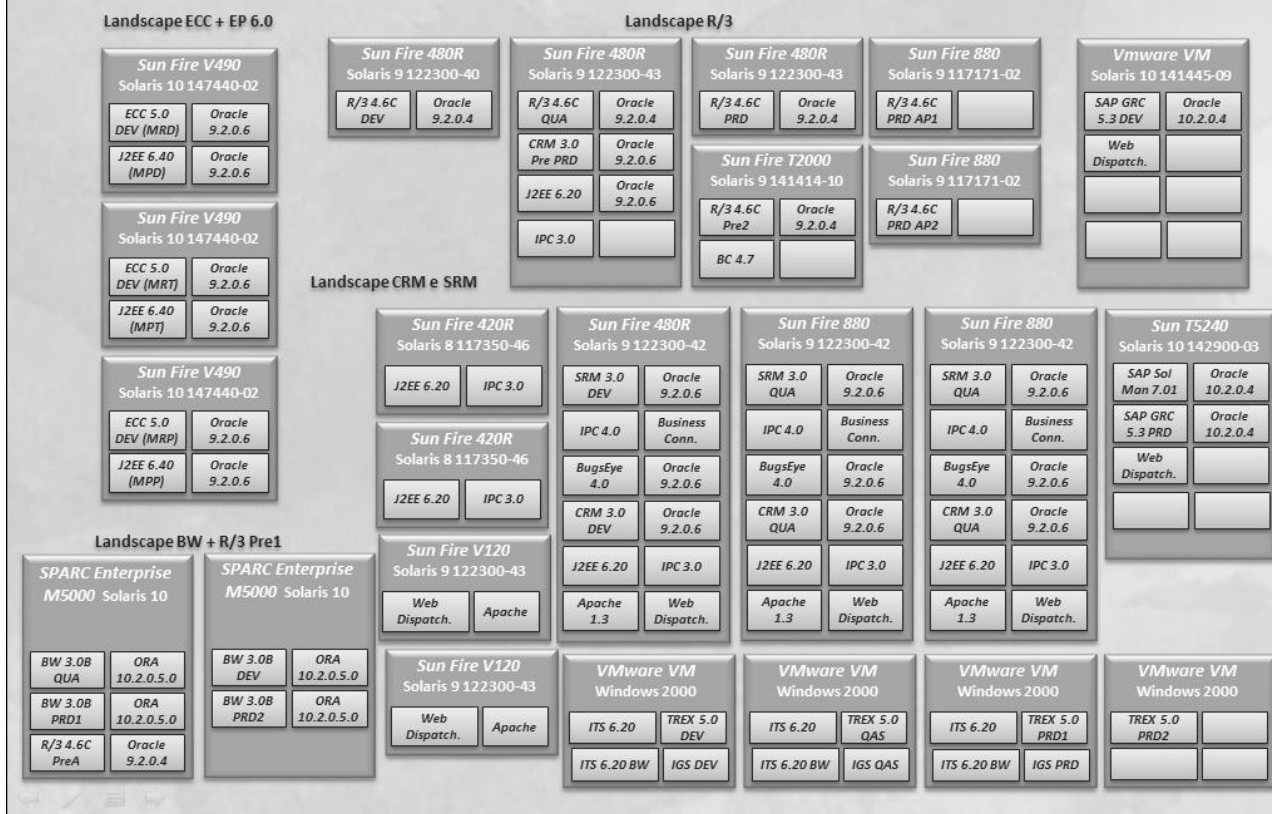 Landscape ECC + EP 6.0
Sun Fire V490
Solaris 10 147440-02
ECC 5.0
DEV (MRD)
Oracle
9.2.0.6
J2EE 6.40
(MPD)
Oracle
9.2.0.6
Sun Fire V490
Solaris 10 147440-02
ECC 5.0
DEV (MRT)
Oracle
9.2.0.6
J2EE 6.40
(MPT)
Oracle
9.2.0.6
Sun Fire V490
Solaris 10 147440-02
ECC 5.0
DEV (MRP)
Oracle
9.2.0.6
J2EE 6.40
(MPP)
Oracle
9.2.0.6
Landscape R/3
Sun Fire 480R
Solaris 9 122300-40
R/3 4.6C
DEV
Oracle
9.2.0.4
Sun Fire 480R
Solaris 9 122300-43
R/3 4.6C
QUA
Oracle
9.2.0.4
CRM 3.0
Pre PRD
Oracle
9.2.0.6
J2EE 6.20
Oracle
9.2.0.6
IPC 3.0
Sun Fire 480R
Solaris 9 122300-43
R/3 4.6C
PRD
Oracle
9.2.0.4
Sun Fire 880
Solaris 9 117171-02
R/3 4.6C
PRD AP1
Sun Fire T2000
Solaris 9 141414-10
R/3 4.6C
Pre2
Oracle
9.2.0.4
BC 4.7
Sun Fire 880
Solaris 9 117171-02
R/3 4.6C
PRD AP2
Vmware VM
Solaris 10 141445-09
SAP GRC
5.3 DEV
Oracle
10.2.0.4
Web
Dispatch.
Landscape CRM e SRM
Sun Fire 420R
Solaris 8 117350-46
J2EE 6.20
IPC 3.0
Sun Fire 420R
Solaris 8 117350-46
J2EE 6.20
IPC 3.0
Sun Fire V120
Solaris 9 122300-43
Web
Dispatch.
Apache
Sun Fire V120
Solaris 9 122300-43
Web
Dispatch.
Apache
Sun Fire 480R
Solaris 9 122300-42
SRM 3.0
DEV
Oracle
9.2.0.6
IPC 4.0
Business
Conn.
BugsEye
4.0
Oracle
9.2.0.6
CRM 3.0
DEV
Oracle
9.2.0.6
J2EE 6.20
IPC 3.0
Apache
1.3
Web
Dispatch.
Sun Fire 880
Solaris 9 122300-42
SRM 3.0
QUA
Oracle
9.2.0.6
IPC 4.0
Business
Conn.
BugsEye
4.0
Oracle
9.2.0.6
CRM 3.0
QUA
Oracle
9.2.0.6
J2EE 6.20
IPC 3.0
Apache
1.3
Web
Dispatch.
Sun Fire 880
Solaris 9 122300-42
SRM 3.0
QUA
Oracle
9.2.0.6
IPC 4.0
Business
Conn.
BugsEye
4.0
Oracle
9.2.0.6
CRM 3.0
QUA
Oracle
9.2.0.6
J2EE 6.20
IPC 3.0
Apache
1.3
Web
Dispatch.
Sun T5240
Solaris 10 142900-03
SAP Sol
Man 7.01
Oracle
10.2.0.4
SAP GRC
5.3 PRD
Oracle
10.2.0.4
Web
Dispatch.
Landscape BW + R/3 Pre1
SPARC Enterprise
M5000 Solaris 10
BW 3.0B
QUA
ORA
10.2.0.5.0
BW 3.0B
PRD1
ORA
10.2.0.5.0
R/3 4.6C
PreA
Oracle
9.2.0.4
SPARC Enterprise
M5000 Solaris 10
BW 3.0B
DEV
ORA
10.2.0.5.0
BW 3.0B
PRD2
ORA
10.2.0.5.0
VMware VM
Windows 2000
ITS 6.20
TREX 5.0
DEV
ITS 6.20 BW
IGS DEV
VMware VM
Windows 2000
ITS 6.20
TREX 5.0
QAS
ITS 6.20 BW
IGS QAS
VMware VM
Windows 2000
ITS 6.20
TREX 5.0
PRD1
ITS 6.20 BW
IGS PRD
VMware VM
Windows 2000
TREX 5.0
PRD2